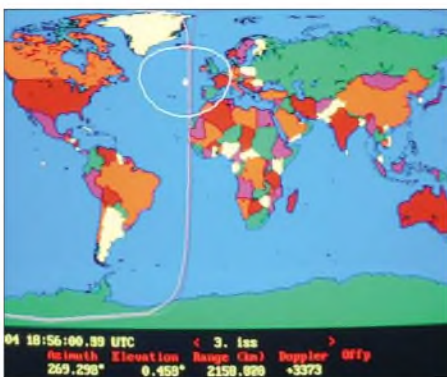 04 18:56:00.99 UTC < 3. iss >
Azimuth Elevation Range (km) Doppler Offp
269.298° 0.459° 2158.020 +3373